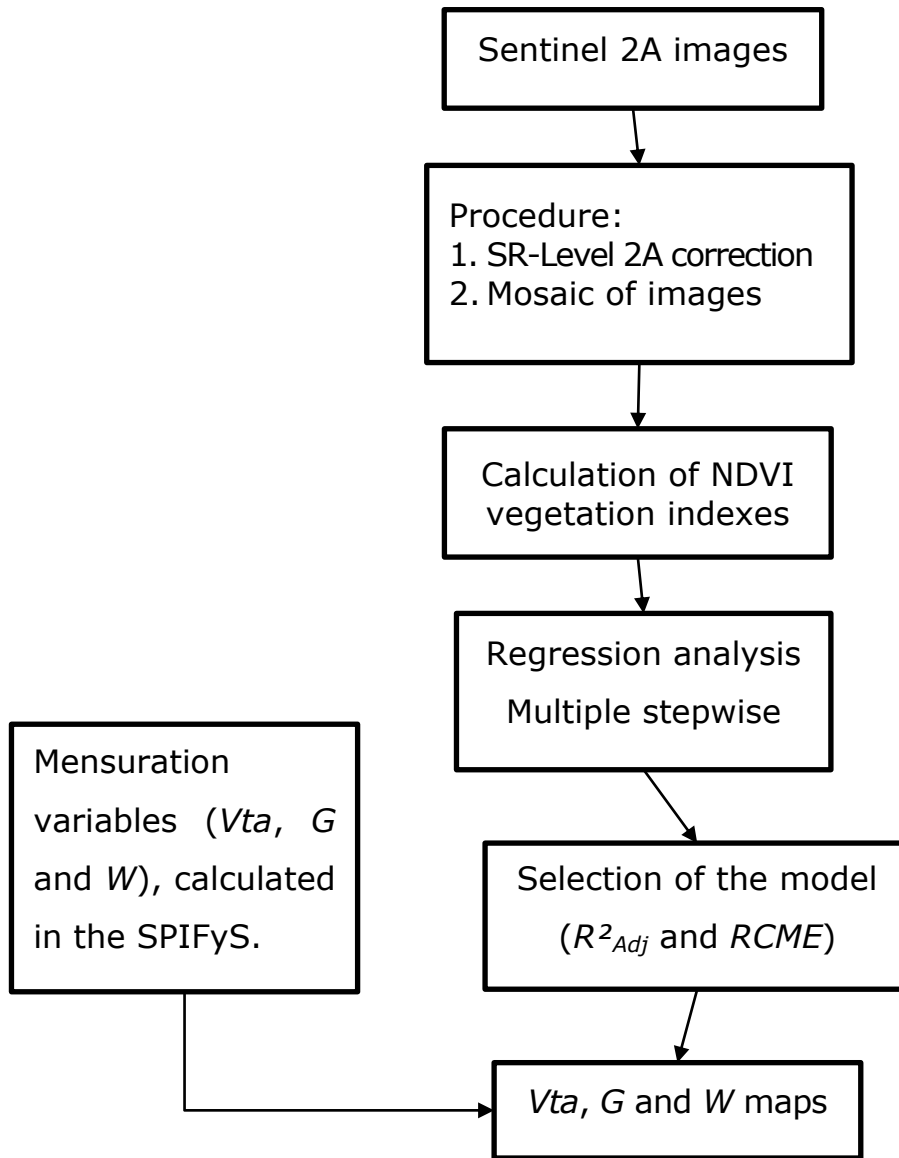 Sentinel 2A images
Procedure:
1. SR-Level 2A correction
2. Mosaic of images
Calculation of NDVI
vegetation indexes
Regression analysis
Multiple stepwise
Mensuration
variables (Vta, G
and W), calculated
in the SPIFyS.
Selection of the model
(R²Adj and RCME)
Vta, G and W maps